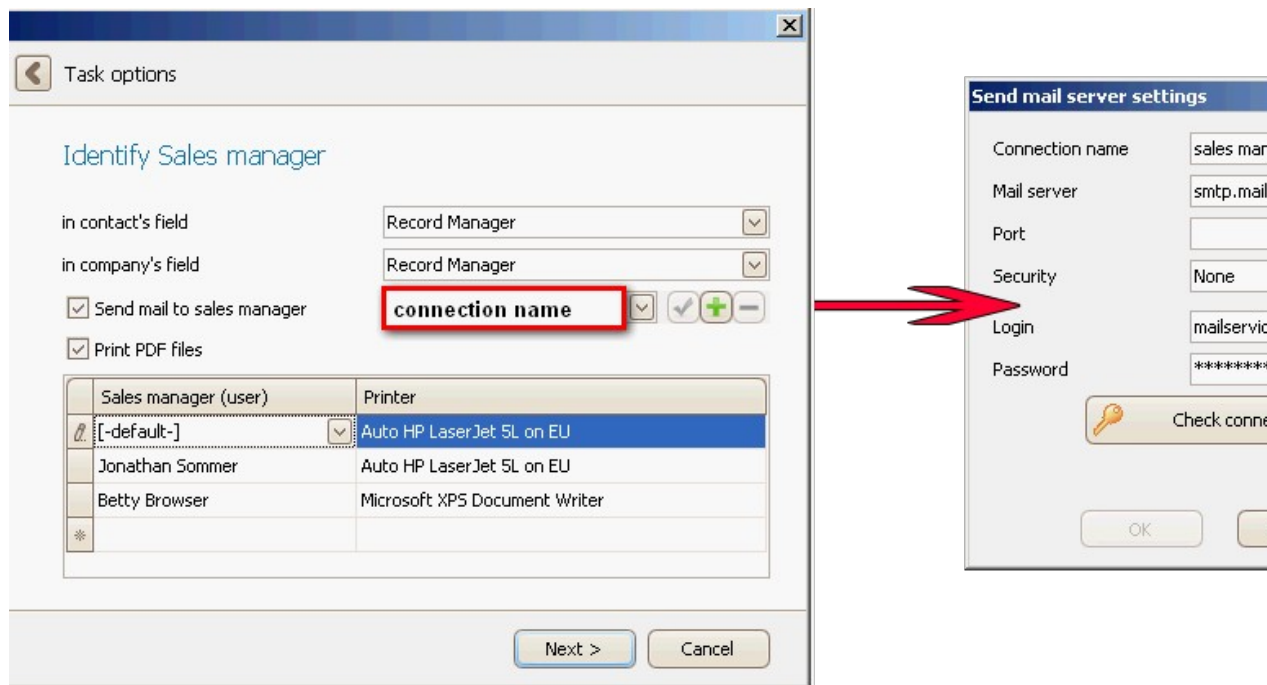 Task options
Identify Sales manager
in contact's field Record Manager
in company's field Record Manager
Send mail to sales manager connection name
Print PDF files
Sales manager (user) Printer
[-default-] Auto HP LaserJet 5L on EU
Jonathan Sommer Auto HP LaserJet 5L on EU
Betty Browser Microsoft XPS Document Writer
Next > Cancel
Send mail server settings
Connection name sales
Mail server
Port
Security None
Login
Password ********
Check
OK